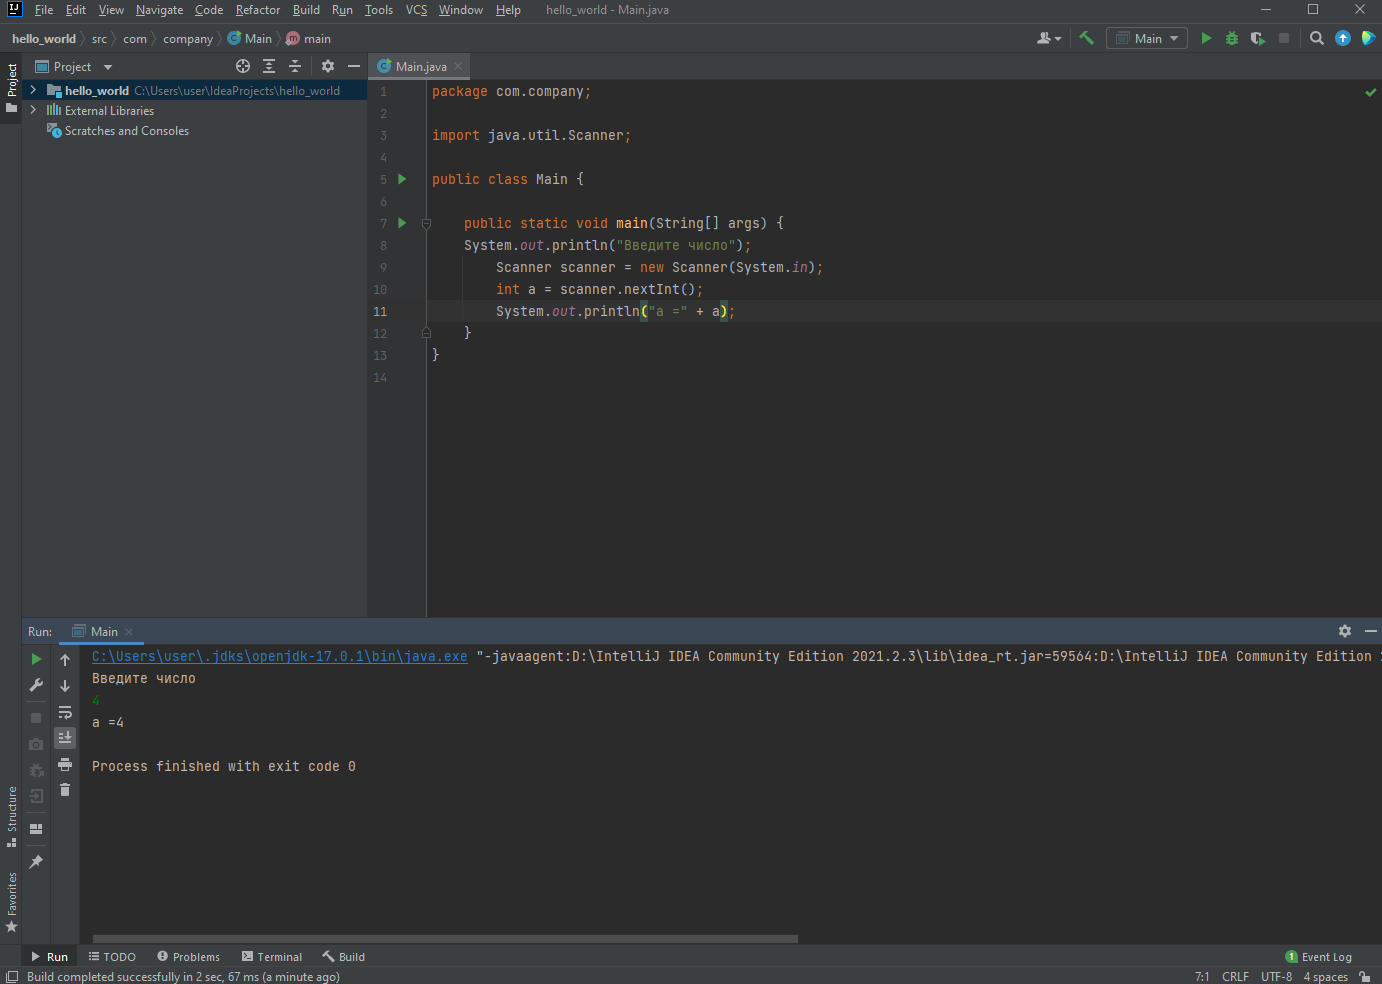 File Edit View Navigate Code Refactor Build Run Tools VCS Window Help hello_world - Main.java
hello_world src com company Main main
Main
Project
Main.java
Project
hello_world C:\Users\user\IdeaProjects\hello_world
External Libraries
Scratches and Consoles
1 package com.company;
2
3 import java.util.Scanner;
4
5 public class Main {
6
7 public static void main(String[] args) {
8 System.out.println("Введите число");
9 Scanner scanner = new Scanner(System.in);
10 int a = scanner.nextInt();
11 System.out.println("a =" + a);
12 }
13 }
14
Run: Main
C:\Users\user\.jdks\openjdk-17.0.1\bin\java.exe "-javaagent:D:\IntelliJ IDEA Community Edition 2021.2.3\lib\idea_rt.jar=59564:D:\IntelliJ IDEA Community Edition
Введите число
4
a =4
Process finished with exit code 0
Structure
Favorites
Run TODO Problems Terminal Build
1 Event Log
Build completed successfully in 2 sec, 67 ms (a minute ago)
7:1 CRLF UTF-8 4 spaces